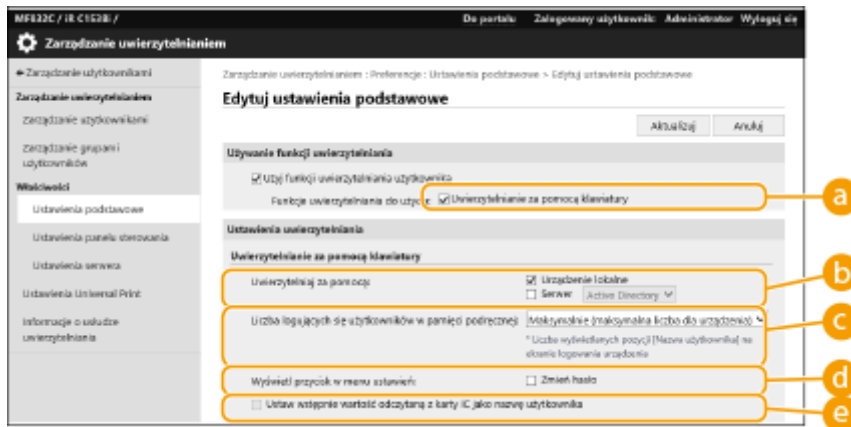 MF832C / iR C1538i /
Do portalu Zalogowany użytkownik: Administrator Wyloguj się
Zarządzanie uwierzytelnianiem
Zarządzanie użytkownikami
Zarządzanie uwierzytelnianiem
Zarządzanie użytkownikami
Zarządzanie grupami i
użytkowników
Właściwości
Ustawienia podstawowe
Ustawienia panelu sterowania
Ustawienia serwera
Ustawienia Universal Print
Informacje o usłudze
uwierzytelniania
Zarządzanie uwierzytelnianiem : Preferencje : Ustawienia podstawowe > Edytuj ustawienia podstawowe
Edytuj ustawienia podstawowe
Aktualizuj Anuluj
Używanie funkcji uwierzytelniania
Użyj funkcji uwierzytelniania użytkownika
Funkcje uwierzytelniania do użycia: Uwierzytelnianie za pomocą klawiatury
a
Ustawienia uwierzytelniania
Uwierzytelnianie za pomocą klawiatury
Uwierzytelniaj za pomocą: Urządzenie lokalne
Serwer Active Directory
b
Liczba logujących się użytkowników w pamięci podręcznej: Maksymalnie (maksymalna liczba dla urządzenia)
* Liczba wyświetlanych pozycji [Nazwa użytkownika] na
ekranie logowania urządzenia
c
Wyświetl przycisk w menu ustawień: Zmień hasło
d
Ustaw wstępnie wartość odczytaną z karty IC jako nazwę użytkownika
e